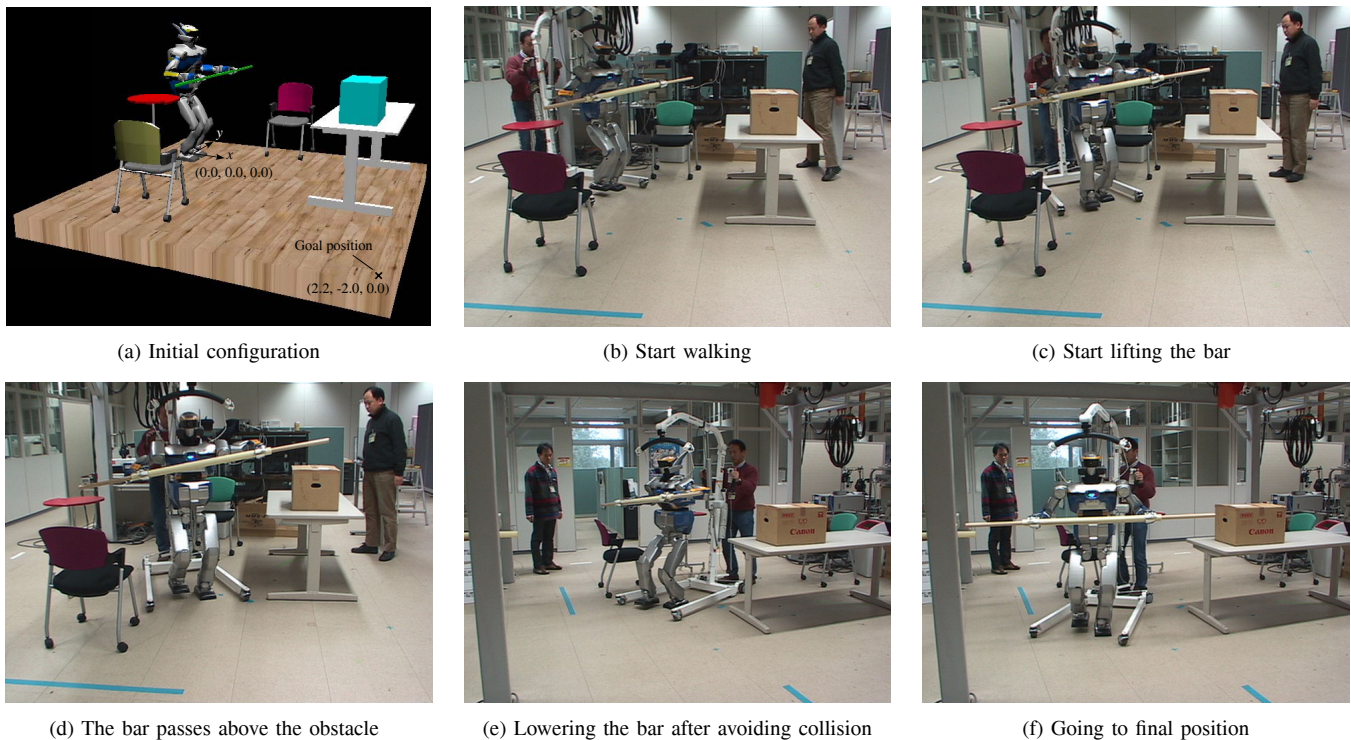 y
x
(0.0, 0.0, 0.0)
Goal position
(2.2, -2.0, 0.0)
(a) Initial configuration
(b) Start walking
(c) Start lifting the bar
Canon
Canon
(d) The bar passes above the obstacle
(e) Lowering the bar after avoiding collision
(f) Going to final position